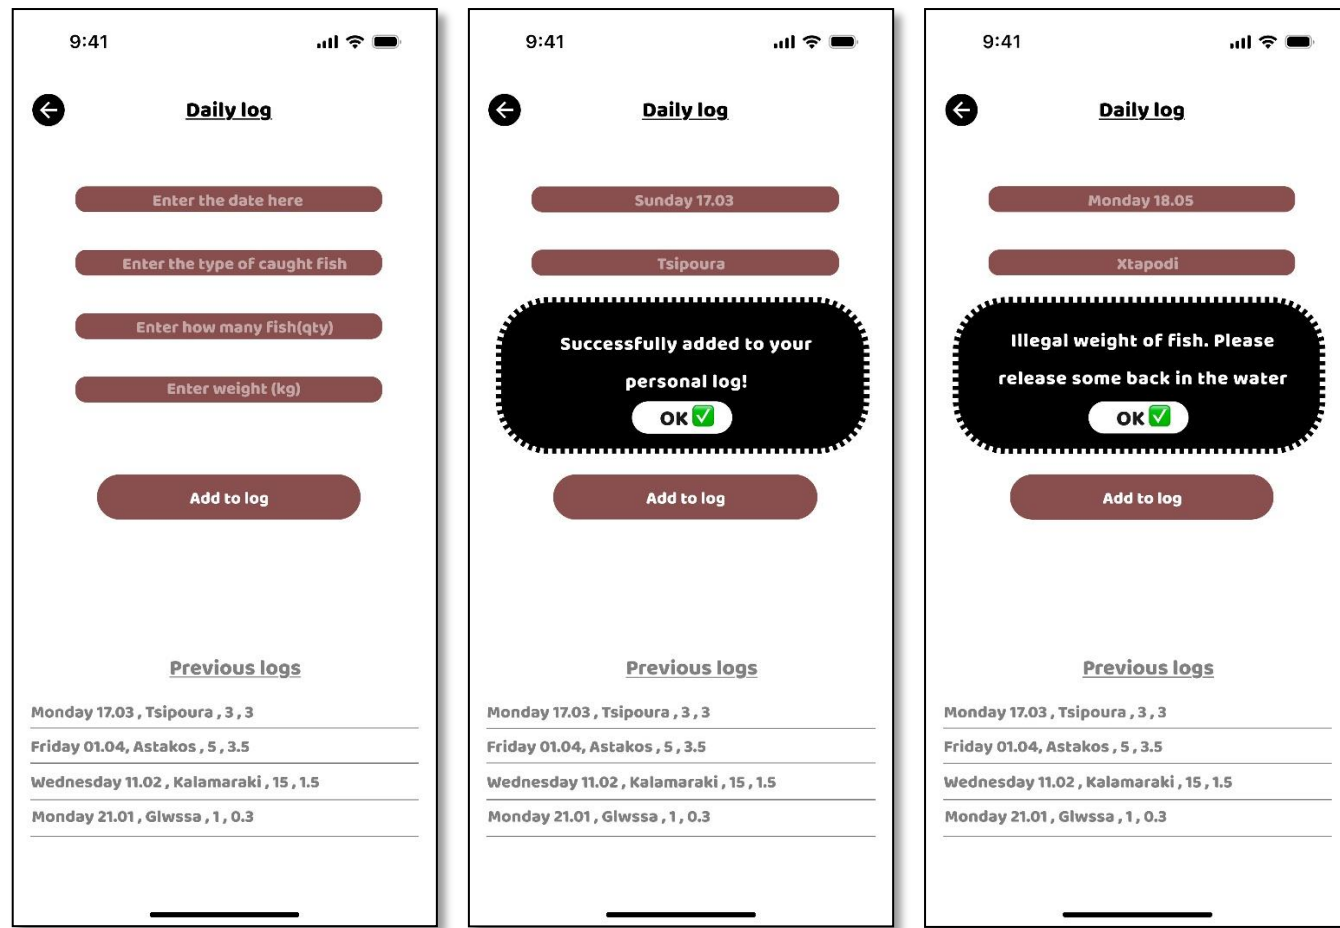 9:41
Daily log
Enter the date here
Enter the type of caught fish
Enter how many fish(qty)
Enter weight (kg)
Add to log
Previous logs
Monday 17.03 , Tsipoura , 3 , 3
Friday 01.04, Astakos , 5 , 3.5
Wednesday 11.02 , Kalamaraki , 15 , 1.5
Monday 21.01 , Glwssa , 1 , 0.3
9:41
Daily log
Sunday 17.03
Tsipoura
Successfully added to your
personal log!
OK ✅
Add to log
Previous logs
Monday 17.03 , Tsipoura , 3 , 3
Friday 01.04, Astakos , 5 , 3.5
Wednesday 11.02 , Kalamaraki , 15 , 1.5
Monday 21.01 , Glwssa , 1 , 0.3
9:41
Daily log
Monday 18.05
Xtapodi
Illegal weight of fish. Please
release some back in the water
OK ✅
Add to log
Previous logs
Monday 17.03 , Tsipoura , 3 , 3
Friday 01.04, Astakos , 5 , 3.5
Wednesday 11.02 , Kalamaraki , 15 , 1.5
Monday 21.01 , Glwssa , 1 , 0.3